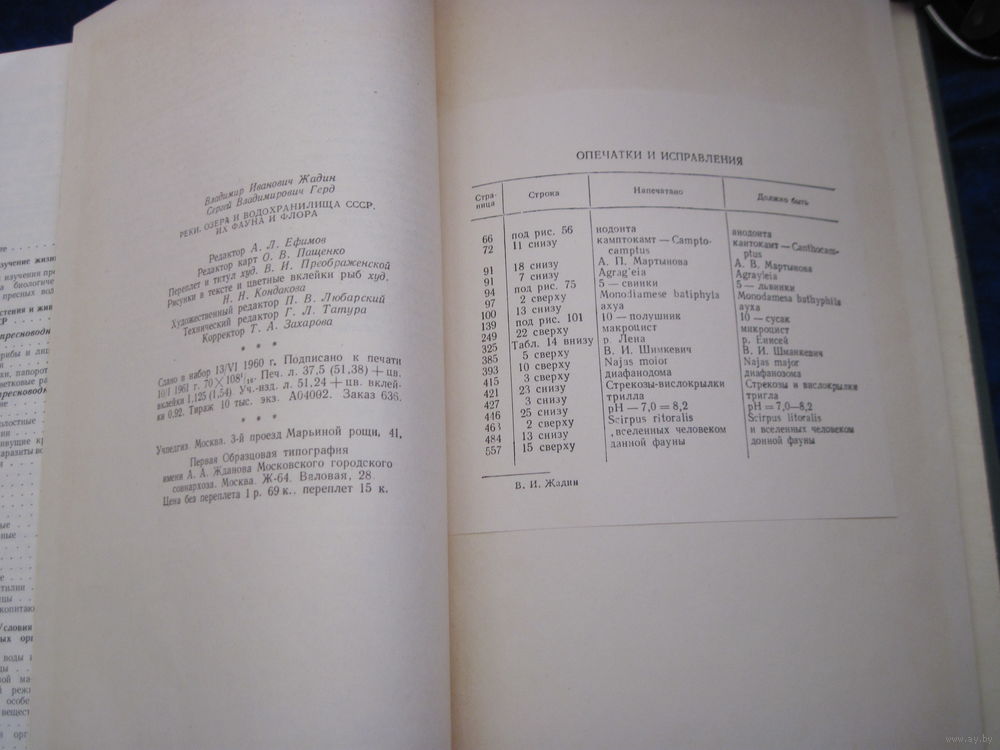 Владимир Иванович Жадин
Сергей Владимирович Герд
РЕКИ, ОЗЕРА И ВОДОХРАНИЛИЩА СССР,
ИХ ФАУНА И ФЛОРА
Редактор А. Л. Ефимов
Редактор карт О. В. Пащенко
Переплет и титул худ. В. И. Преображенской
Рисунки в тексте и цветные вклейки рыб худ.
Н. Н. Кондакова
Художественный редактор П. В. Любарский
Технический редактор Г. Л. Татура
Корректор Т. А. Захарова
* * *
Сдано в набор 13/VI 1960 г. Подписано к печати
10/I 1961 г. 70×108 1/16. Печ. л. 37,5 (51,38) + цв.
вклейки 1,125 (1,54). Уч.-изд. л. 51,24 + цв. вклей-
ки 0,92. Тираж 10 тыс. экз. А04002. Заказ 636.
* * *
Учпедгиз. Москва. 3-й проезд Марьиной рощи, 41.
Первая Образцовая типография
имени А. А. Жданова Московского городского
совнархоза. Москва. Ж-54. Валовая, 28
Цена без переплета 1 р. 69 к., переплет 15 к.
ОПЕЧАТКИ И ИСПРАВЛЕНИЯ
Стра- Строка Напечатано Должно быть
ница
66 под рис. 56 нодонта анодонта
72 11 снизу камптокамт — Campto- кантокамт — Canthocam-
camptus ptus
91 18 снизу А. П. Мартынова А. В. Мартынова
91 7 снизу Agrag'eia Agrayleia
94 под рис. 75 5 — свинки 5 — львинки
97 2 сверху Monodiamese batiphyla Monodamesa bathyphila
100 13 снизу ахуа ауха
139 под рис. 101 10 — полушник 10 — сусак
249 22 сверху макроцист микроцист
325 Табл. 14 внизу р. Лена р. Енисей
385 5 сверху В. И. Шимкевич В. И. Шманкевич
393 10 сверху Najas moior Najas major
415 3 сверху диафанодома диафанозома
421 23 снизу Стрекозы-вислокрылки Стрекозы и вислокрылки
427 3 снизу трилла тригла
446 25 снизу pH — 7,0 = 8,2 pH = 7,0—8,2
463 2 сверху Scirpus ritoralis Scirpus litoralis
484 13 снизу , вселенных человеком и вселенных человеком
557 15 сверху данной фауны донной фауны
В. И. Жадин
www.ay.by